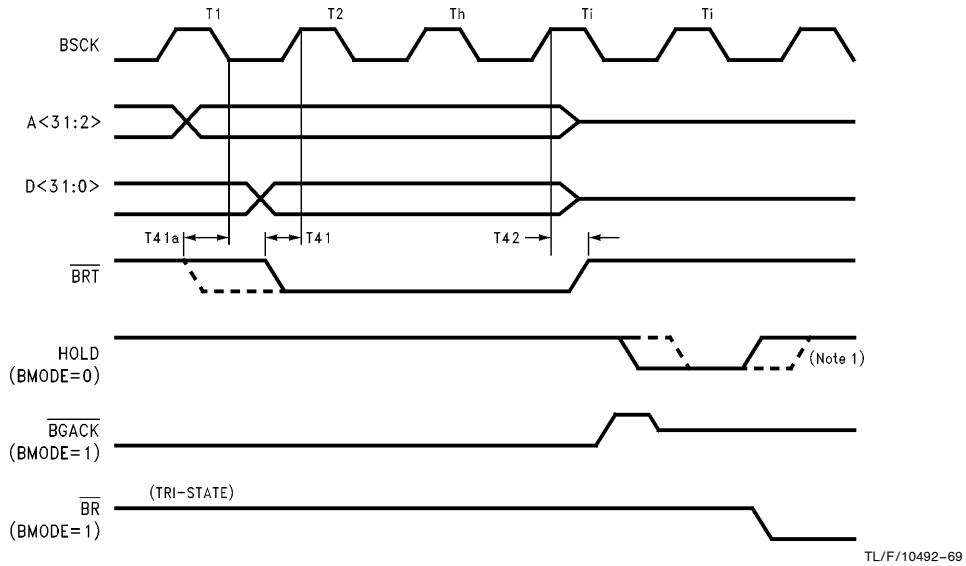 T1 T2 Th Ti Ti
BSCK
A<31:2>
D<31:0>
T41a T41 T42
BRT
HOLD
(BMODE=0)
(Note 1)
BGACK
(BMODE=1)
(TRI-STATE)
BR
(BMODE=1)
TL/F/10492-69